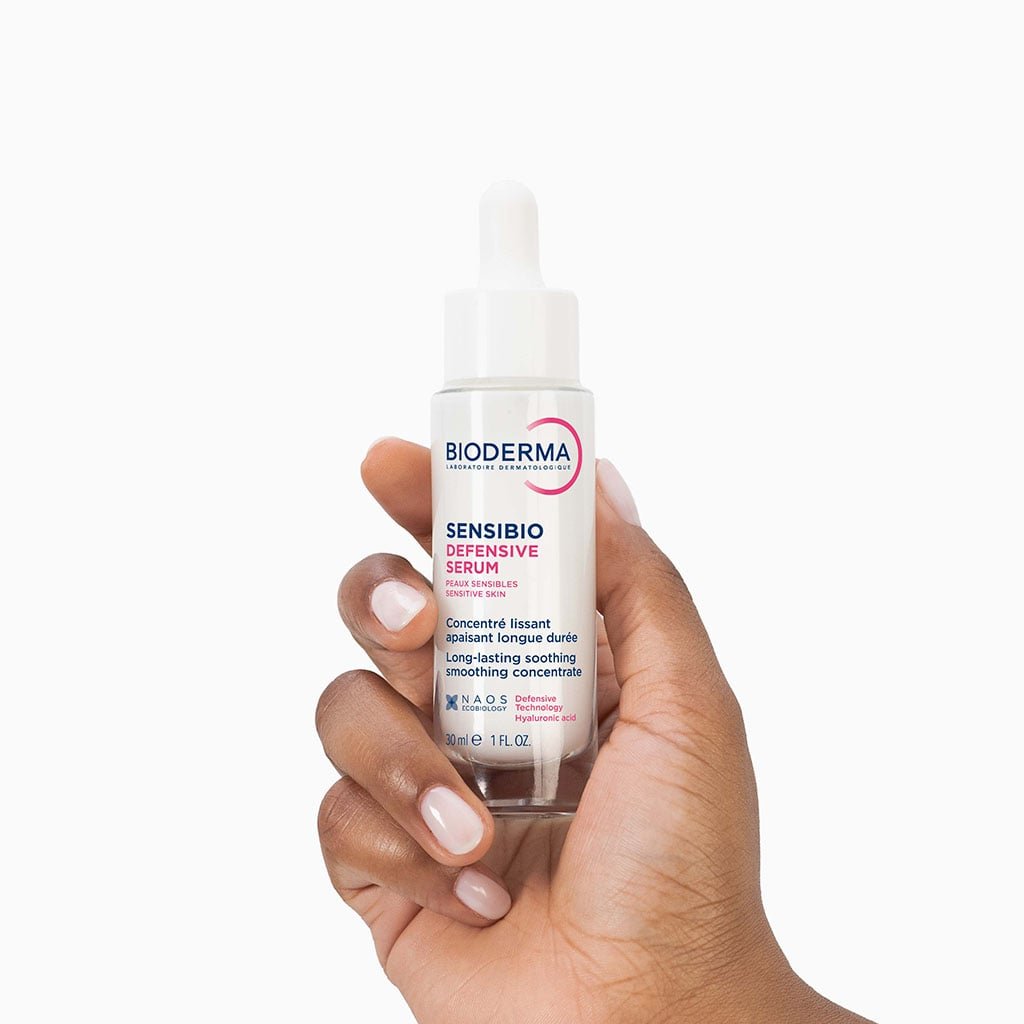 BIODERMA
LABORATOIRE DERMATOLOGIQUE
SENSIBIO
DEFENSIVE
SERUM
PEAUX SENSIBLES
SENSITIVE SKIN
Concentré lissant
apaisant longue durée
Long-lasting soothing
smoothing concentrate
NAOS
ECOBIOLOGY
Defensive
Technology
Hyaluronic acid
30 ml ℮ 1 FL. OZ.